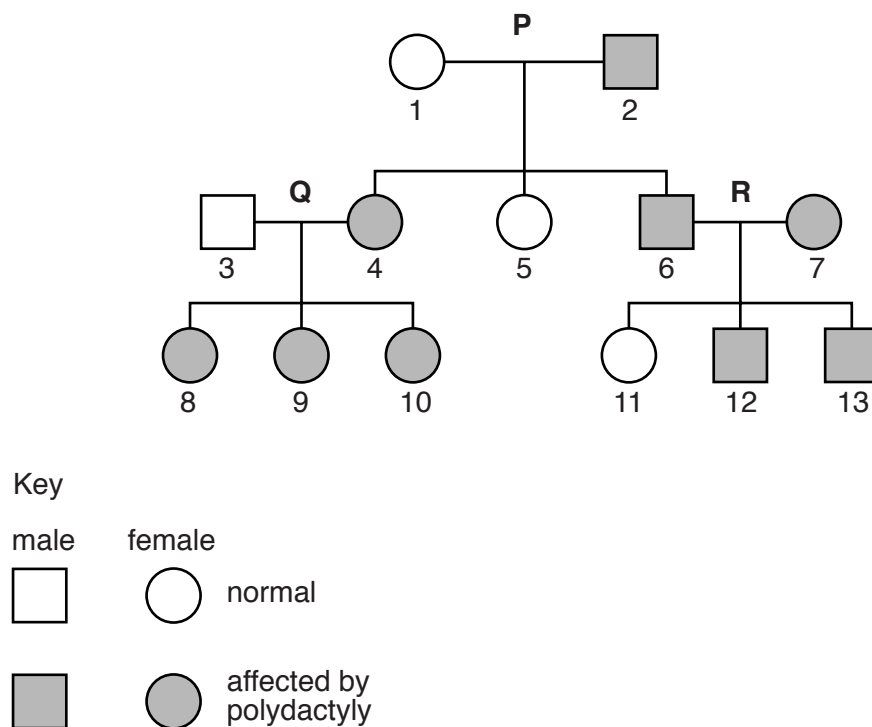 P
1 2
Q R
3 4 5 6 7
8 9 10 11 12 13
Key
male female
normal
affected by
polydactyly